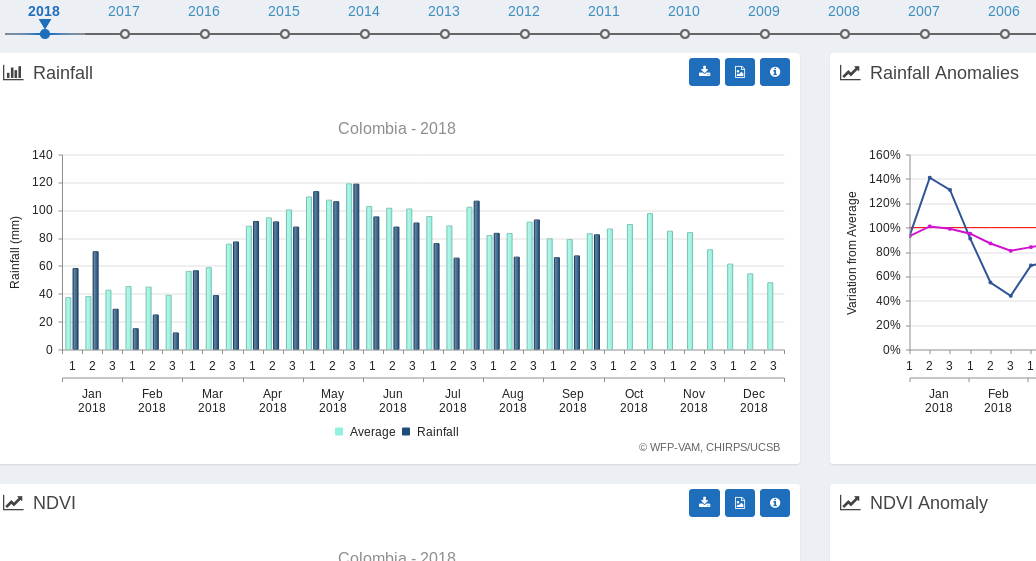 2018 2017 2016 2015 2014 2013 2012 2011 2010 2009 2008 2007 2006
Rainfall
Colombia - 2018
Rainfall (mm)
140
120
100
80
60
40
20
0
1 2 3 1 2 3 1 2 3 1 2 3 1 2 3 1 2 3 1 2 3 1 2 3 1 2 3 1 2 3 1 2 3 1 2 3
Jan Feb Mar Apr May Jun Jul Aug Sep Oct Nov Dec
2018 2018 2018 2018 2018 2018 2018 2018 2018 2018 2018 2018
Average Rainfall
© WFP-VAM, CHIRPS/UCSB
Rainfall Anomalies
Variation from Average
160%
140%
120%
100%
80%
60%
40%
20%
0%
1 2 3 1 2 3 1
Jan Feb
2018 2018
NDVI
Colombia - 2018
NDVI Anomaly